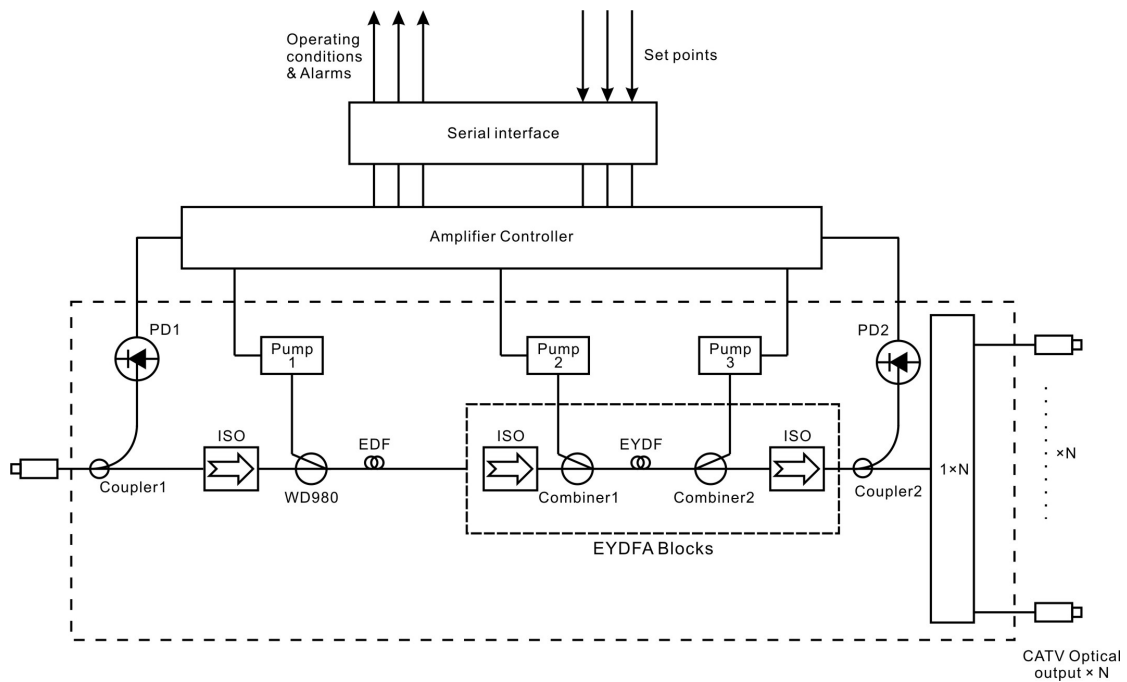 Operating
conditions
& Alarms
Set points
Serial interface
Amplifier Controller
PD1
PD2
Pump
1
Pump
2
Pump
3
ISO
EDF
ISO
EYDF
ISO
Coupler1
WD980
Combiner1
Combiner2
Coupler2
1×N
×N
EYDFA Blocks
CATV Optical
output × N